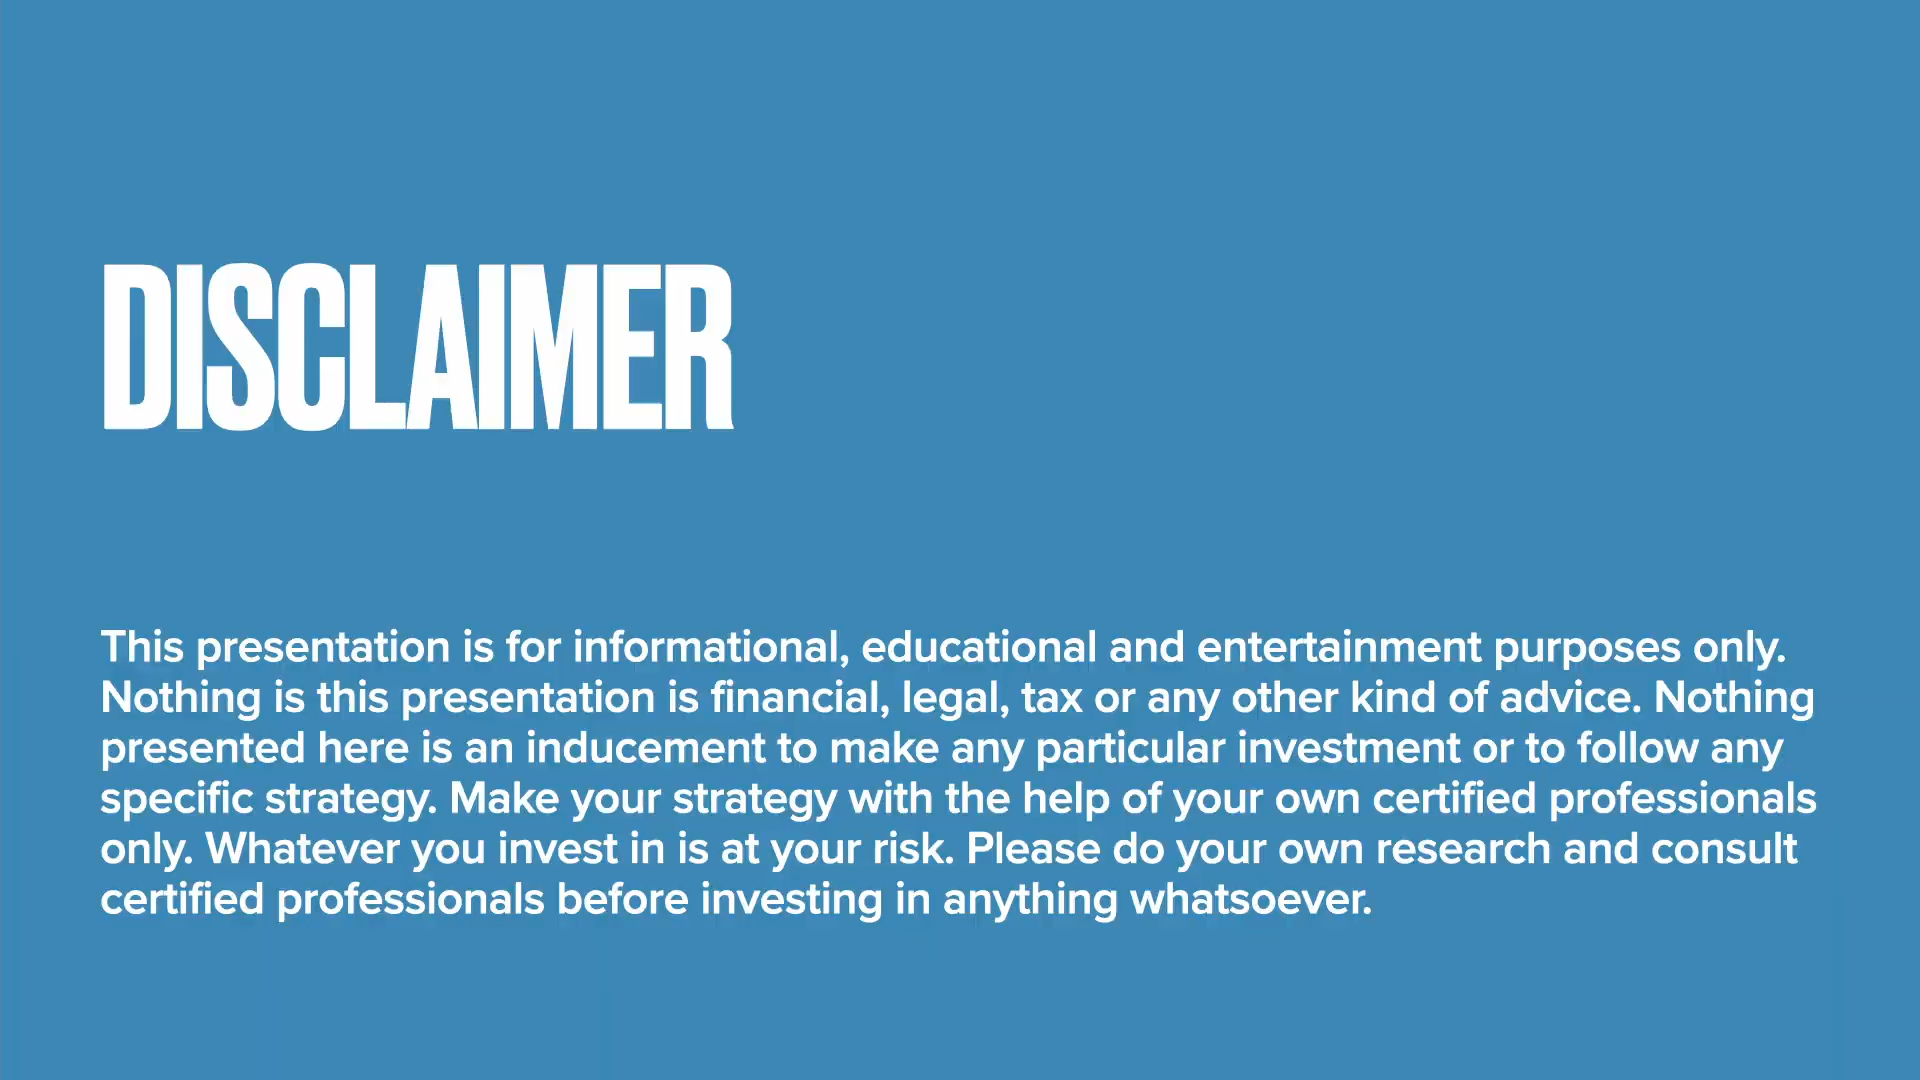 DISCLAIMER
This presentation is for informational, educational and entertainment purposes only.
Nothing is this presentation is financial, legal, tax or any other kind of advice. Nothing
presented here is an inducement to make any particular investment or to follow any
specific strategy. Make your strategy with the help of your own certified professionals
only. Whatever you invest in is at your risk. Please do your own research and consult
certified professionals before investing in anything whatsoever.